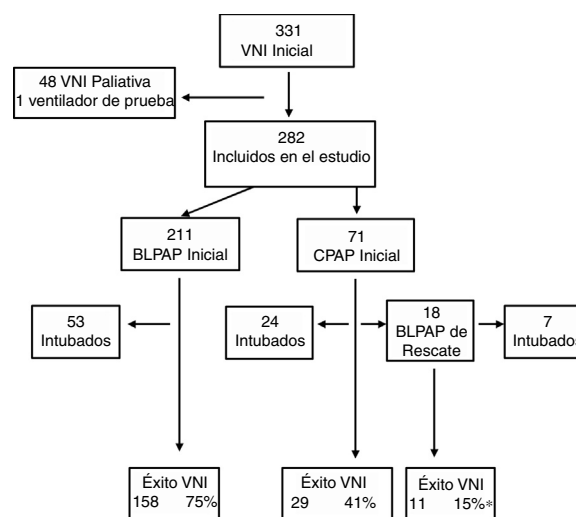 331
VNI Inicial
48 VNI Paliativa
1 ventilador de prueba
282
Incluidos en el estudio
211
BLPAP Inicial
71
CPAP Inicial
53
Intubados
24
Intubados
18
BLPAP de
Rescate
7
Intubados
Éxito VNI
158 75%
Éxito VNI
29 41%
Éxito VNI
11 15%*